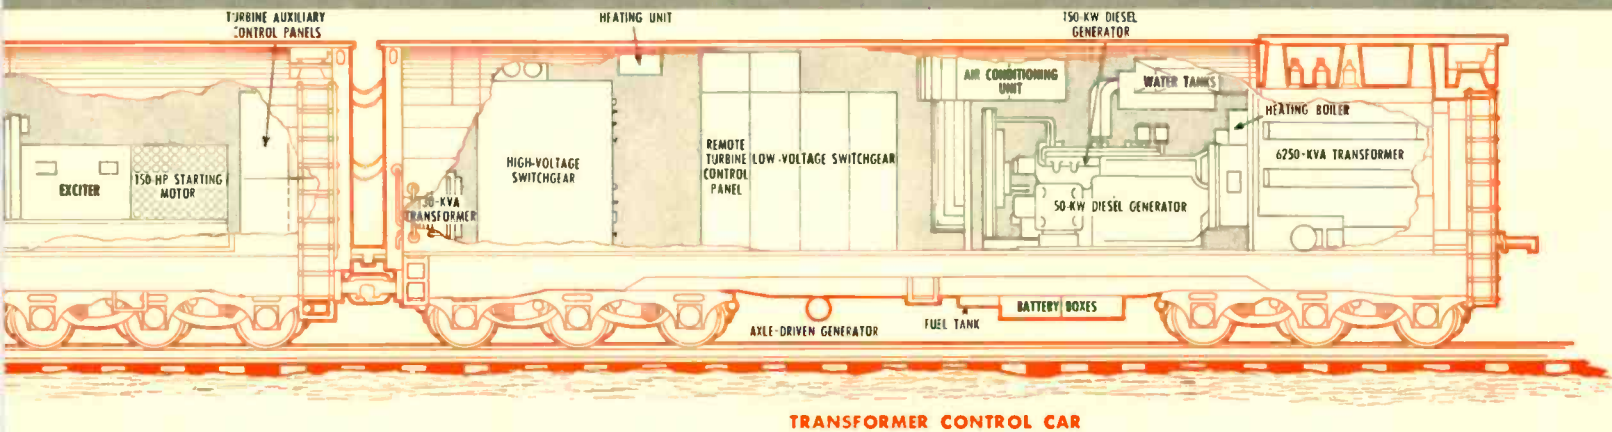 TURBINE AUXILIARY
CONTROL PANELS
HEATING UNIT
150-KW DIESEL
GENERATOR
AIR CONDITIONING
UNIT
WATER TANKS
HEATING BOILER
EXCITER
150-HP STARTING
MOTOR
30-KVA
TRANSFORMER
HIGH-VOLTAGE
SWITCHGEAR
REMOTE
TURBINE
CONTROL
PANEL
LOW-VOLTAGE SWITCHGEAR
50-KW DIESEL GENERATOR
6250-KVA TRANSFORMER
AXLE-DRIVEN GENERATOR
FUEL TANK
BATTERY BOXES
TRANSFORMER CONTROL CAR